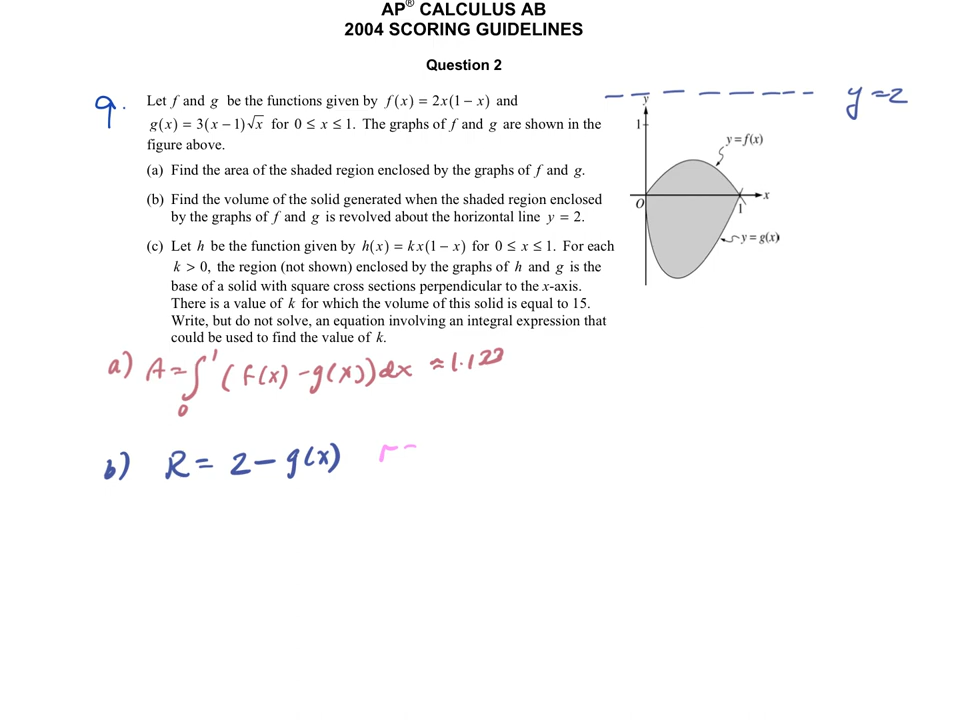 AP® CALCULUS AB
2004 SCORING GUIDELINES
Question 2
9.
Let f and g be the functions given by f(x) = 2x(1 − x) and
g(x) = 3(x − 1)√x for 0 ≤ x ≤ 1. The graphs of f and g are shown in the
figure above.
(a) Find the area of the shaded region enclosed by the graphs of f and g.
(b) Find the volume of the solid generated when the shaded region enclosed
by the graphs of f and g is revolved about the horizontal line y = 2.
(c) Let h be the function given by h(x) = kx(1 − x) for 0 ≤ x ≤ 1. For each
k > 0, the region (not shown) enclosed by the graphs of h and g is the
base of a solid with square cross sections perpendicular to the x-axis.
There is a value of k for which the volume of this solid is equal to 15.
Write, but do not solve, an equation involving an integral expression that
could be used to find the value of k.
y = 2
y
1
y = f(x)
x
O
1
y = g(x)
a) A = ∫₀¹ (f(x) − g(x)) dx ≈ 1.133
b) R = 2 − g(x) r =